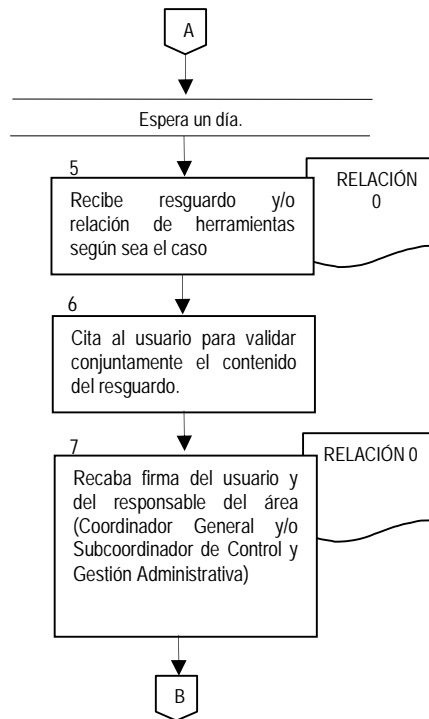 A
Espera un día.
5
Recibe resguardo y/o
relación de herramientas
según sea el caso
RELACIÓN
0
6
Cita al usuario para validar
conjuntamente el contenido
del resguardo.
7
Recaba firma del usuario y
del responsable del área
(Coordinador General y/o
Subcoordinador de Control y
Gestión Administrativa)
RELACIÓN 0
B